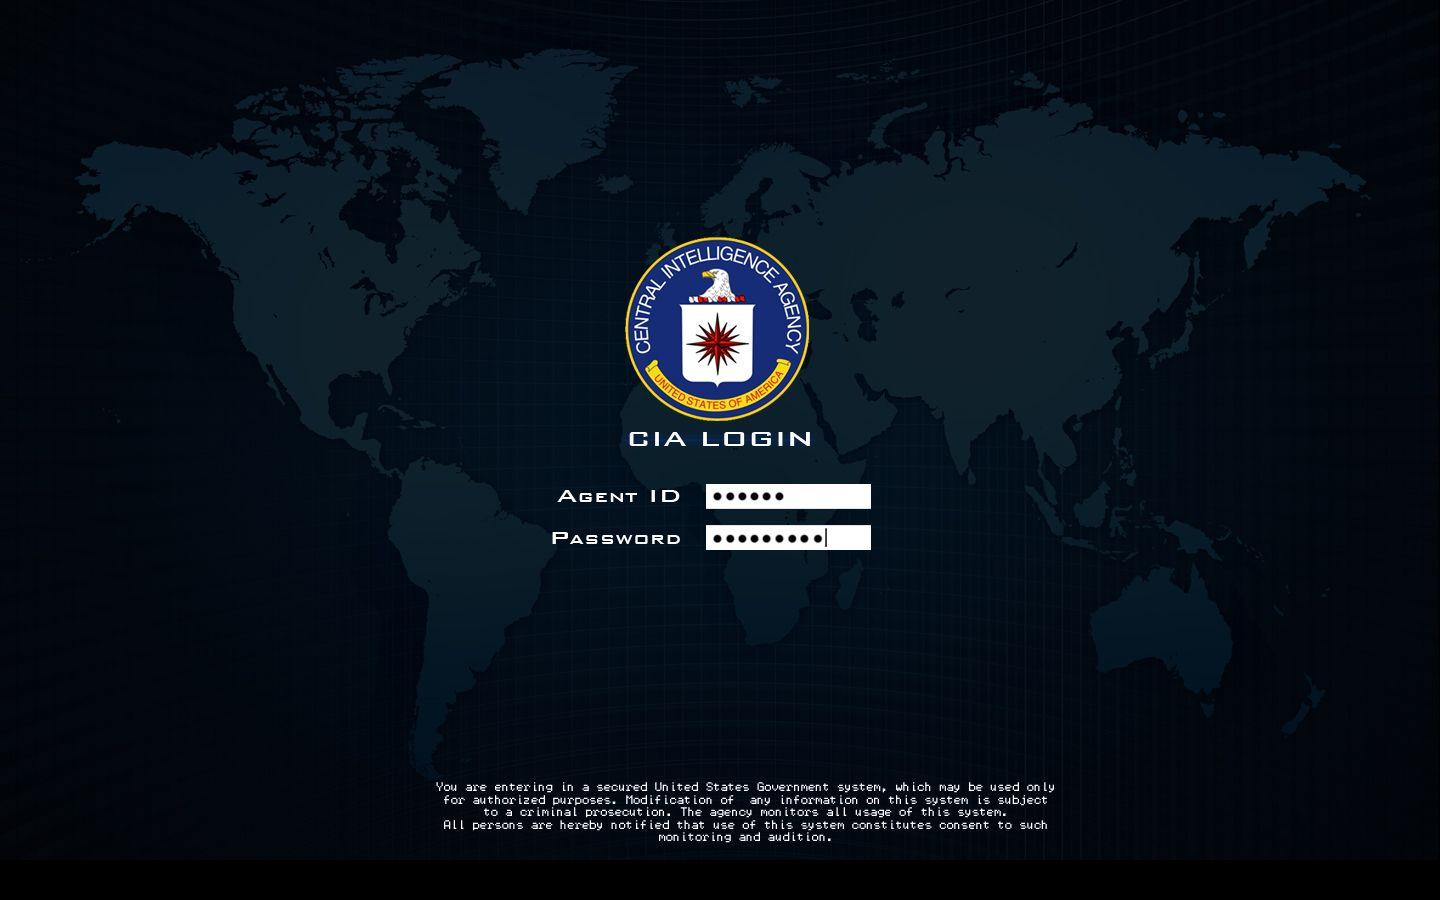 CENTRAL INTELLIGENCE AGENCY
UNITED STATES OF AMERICA
CIA LOGIN
Agent ID
Password
You are entering in a secured United States Government system, which may be used only
for authorized purposes. Modification of any information on this system is subject
to a criminal prosecution. The agency monitors all usage of this system.
All persons are hereby notified that use of this system constitutes consent to such
monitoring and audition.